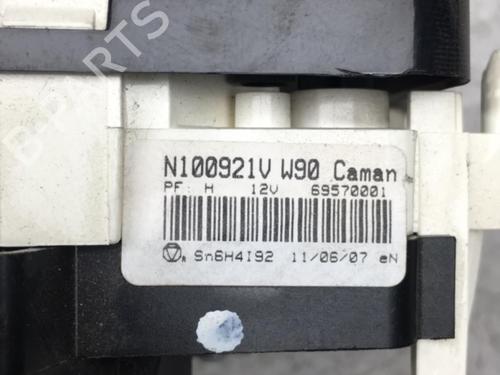 B-PARTS
N100921V W90 Caman
PF: H 12V 69570001
Sn6H4I92 11/06/07 eN